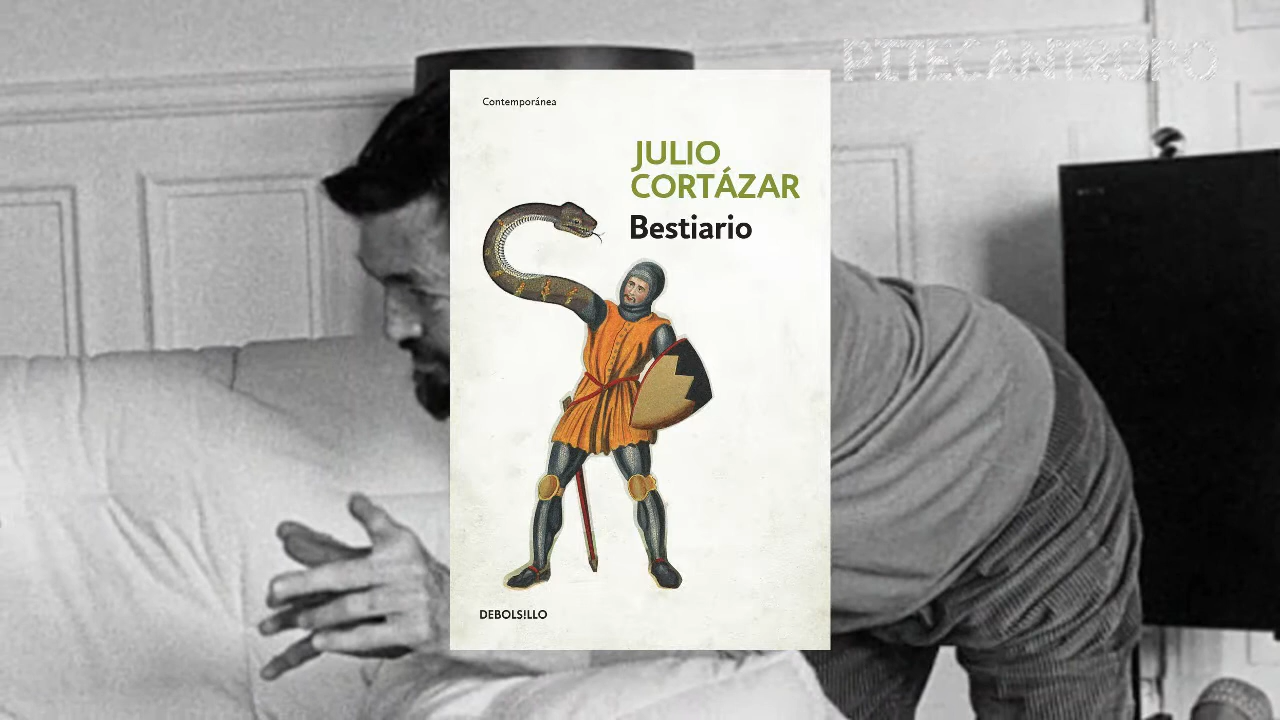 PITECANTROPO
Contemporánea
JULIO
CORTÁZAR
Bestiario
DEBOLS!LLO